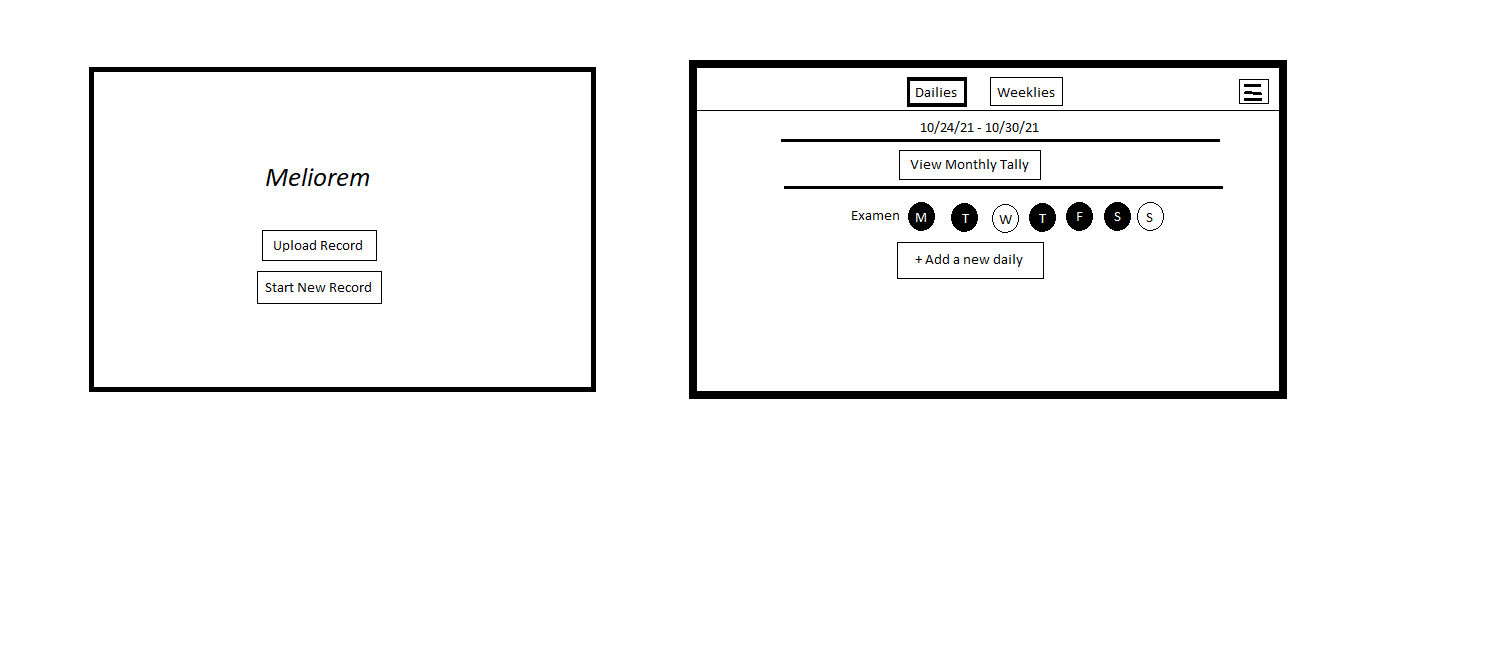 Meliorem
Upload Record
Start New Record
Dailies Weeklies
10/24/21 - 10/30/21
View Monthly Tally
Examen M T W T F S S
+ Add a new daily